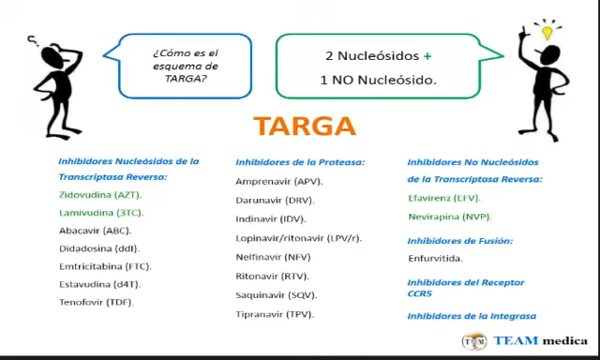 ¿Cómo es el
esquema de
TARGA?
2 Nucleósidos +
1 NO Nucleósido.
TARGA
Inhibidores Nucleósidos de la
Transcriptasa Reversa:
Zidovudina (AZT).
Lamivudina (3TC).
Abacavir (ABC).
Didadosina (ddI).
Emtricitabina (FTC).
Estavudina (d4T).
Tenofovir (TDF).
Inhibidores de la Proteasa:
Amprenavir (APV).
Darunavir (DRV).
Indinavir (IDV).
Lopinavir/ritonavir (LPV/r).
Nelfinavir (NFV)
Ritonavir (RTV).
Saquinavir (SQV).
Tipranavir (TPV).
Inhibidores No Nucleósidos
de la Transcriptasa Reversa:
Efavirenz (EFV).
Nevirapina (NVP).
Inhibidores de Fusión:
Enfurvitida.
Inhibidores del Receptor
CCR5
Inhibidores de la Integrasa
TEAM medica